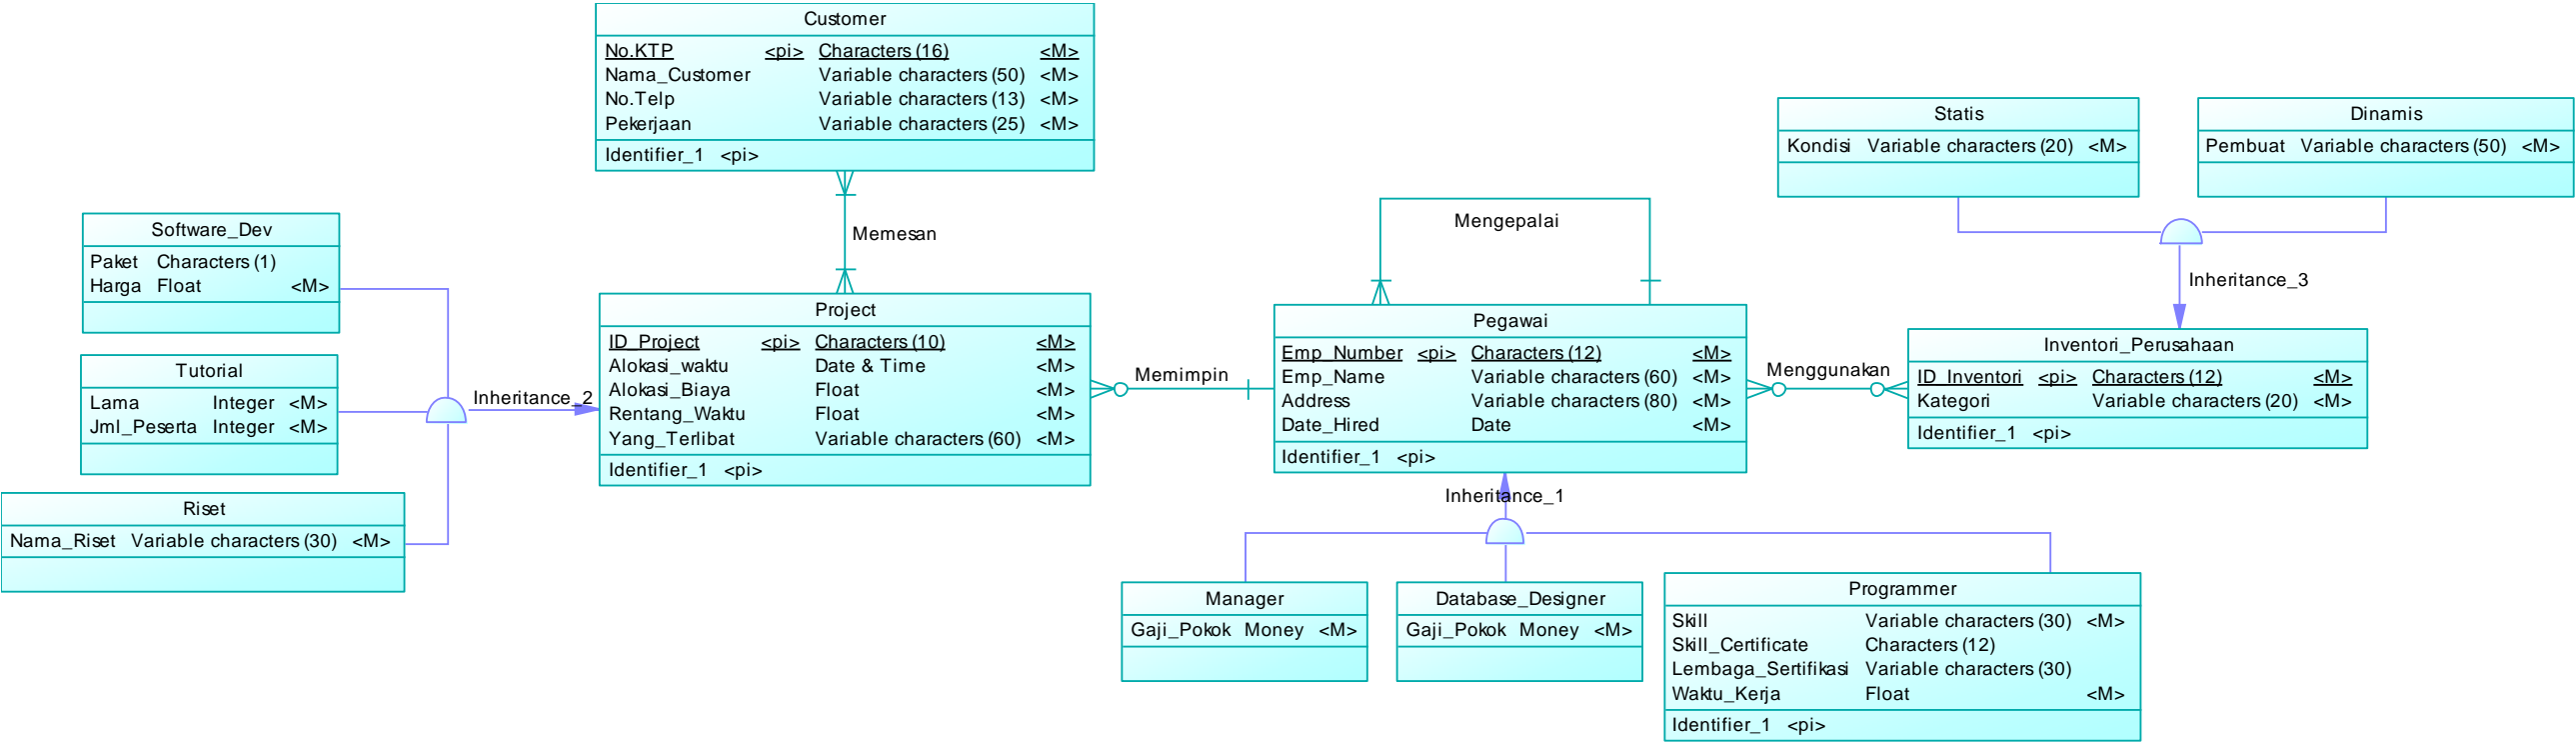 Customer
No.KTP <pi> Characters (16) <M>
Nama_Customer Variable characters (50) <M>
No.Telp Variable characters (13) <M>
Pekerjaan Variable characters (25) <M>
Identifier_1 <pi>
Memesan
Software_Dev
Paket Characters (1)
Harga Float <M>
Tutorial
Lama Integer <M>
Jml_Peserta Integer <M>
Riset
Nama_Riset Variable characters (30) <M>
Inheritance_2
Project
ID_Project <pi> Characters (10) <M>
Alokasi_waktu Date & Time <M>
Alokasi_Biaya Float <M>
Rentang_Waktu Float <M>
Yang_Terlibat Variable characters (60) <M>
Identifier_1 <pi>
Memimpin
Mengepalai
Pegawai
Emp_Number <pi> Characters (12) <M>
Emp_Name Variable characters (60) <M>
Address Variable characters (80) <M>
Date_Hired Date <M>
Identifier_1 <pi>
Menggunakan
Statis
Kondisi Variable characters (20) <M>
Dinamis
Pembuat Variable characters (50) <M>
Inheritance_3
Inventori_Perusahaan
ID_Inventori <pi> Characters (12) <M>
Kategori Variable characters (20) <M>
Identifier_1 <pi>
Inheritance_1
Manager
Gaji_Pokok Money <M>
Database_Designer
Gaji_Pokok Money <M>
Programmer
Skill Variable characters (30) <M>
Skill_Certificate Characters (12)
Lembaga_Sertifikasi Variable characters (30)
Waktu_Kerja Float <M>
Identifier_1 <pi>